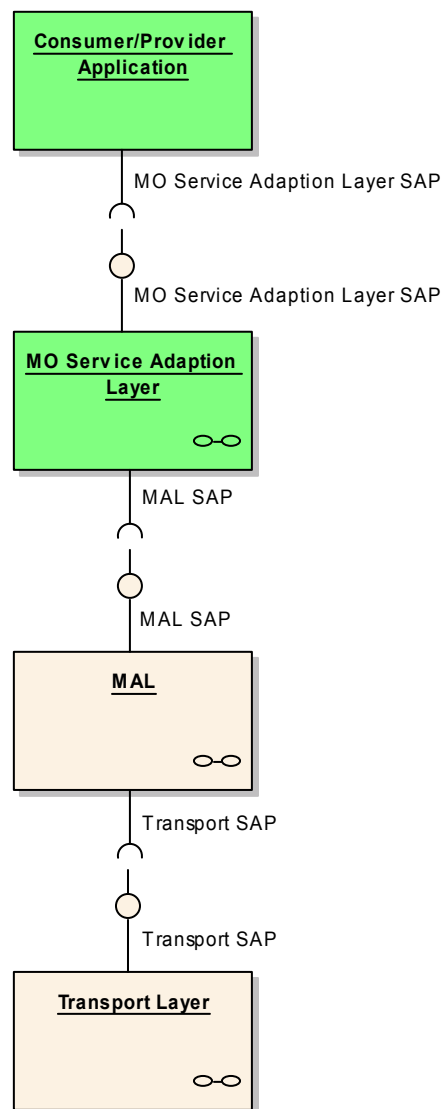 Consumer/Provider
Application
MO Service Adaption Layer SAP
MO Service Adaption Layer SAP
MO Service Adaption
Layer
MAL SAP
MAL SAP
MAL
Transport SAP
Transport SAP
Transport Layer